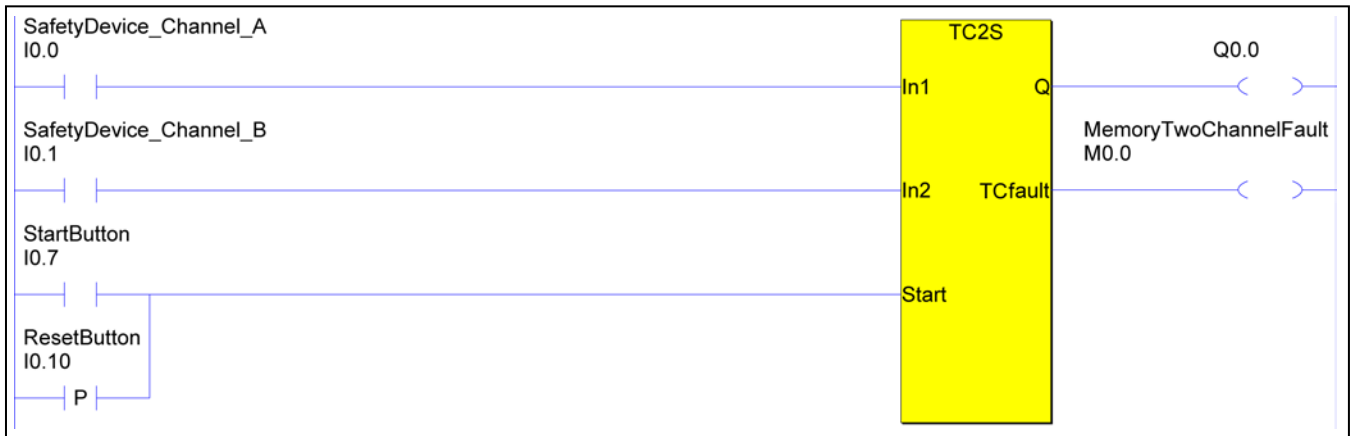 SafetyDevice_Channel_A
I0.0
TC2S
Q0.0
In1
Q
SafetyDevice_Channel_B
I0.1
MemoryTwoChannelFault
M0.0
In2
TCfault
StartButton
I0.7
Start
ResetButton
I0.10
P